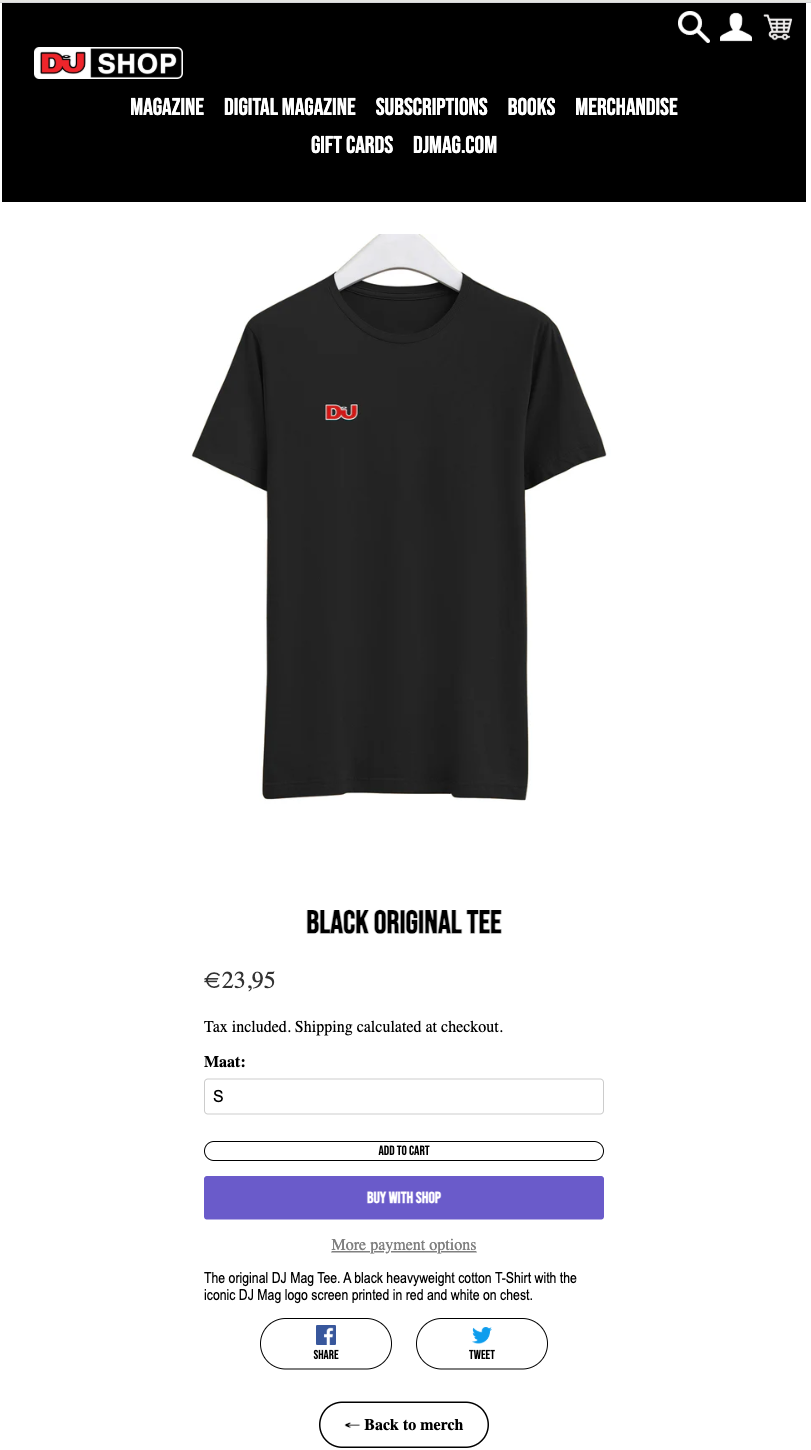 DJ SHOP
MAGAZINE DIGITAL MAGAZINE SUBSCRIPTIONS BOOKS MERCHANDISE
GIFT CARDS DJMAG.COM
DJ
BLACK ORIGINAL TEE
€23,95
Tax included. Shipping calculated at checkout.
Maat:
S
ADD TO CART
BUY WITH SHOP
More payment options
The original DJ Mag Tee. A black heavyweight cotton T-Shirt with the
iconic DJ Mag logo screen printed in red and white on chest.
SHARE TWEET
← Back to merch